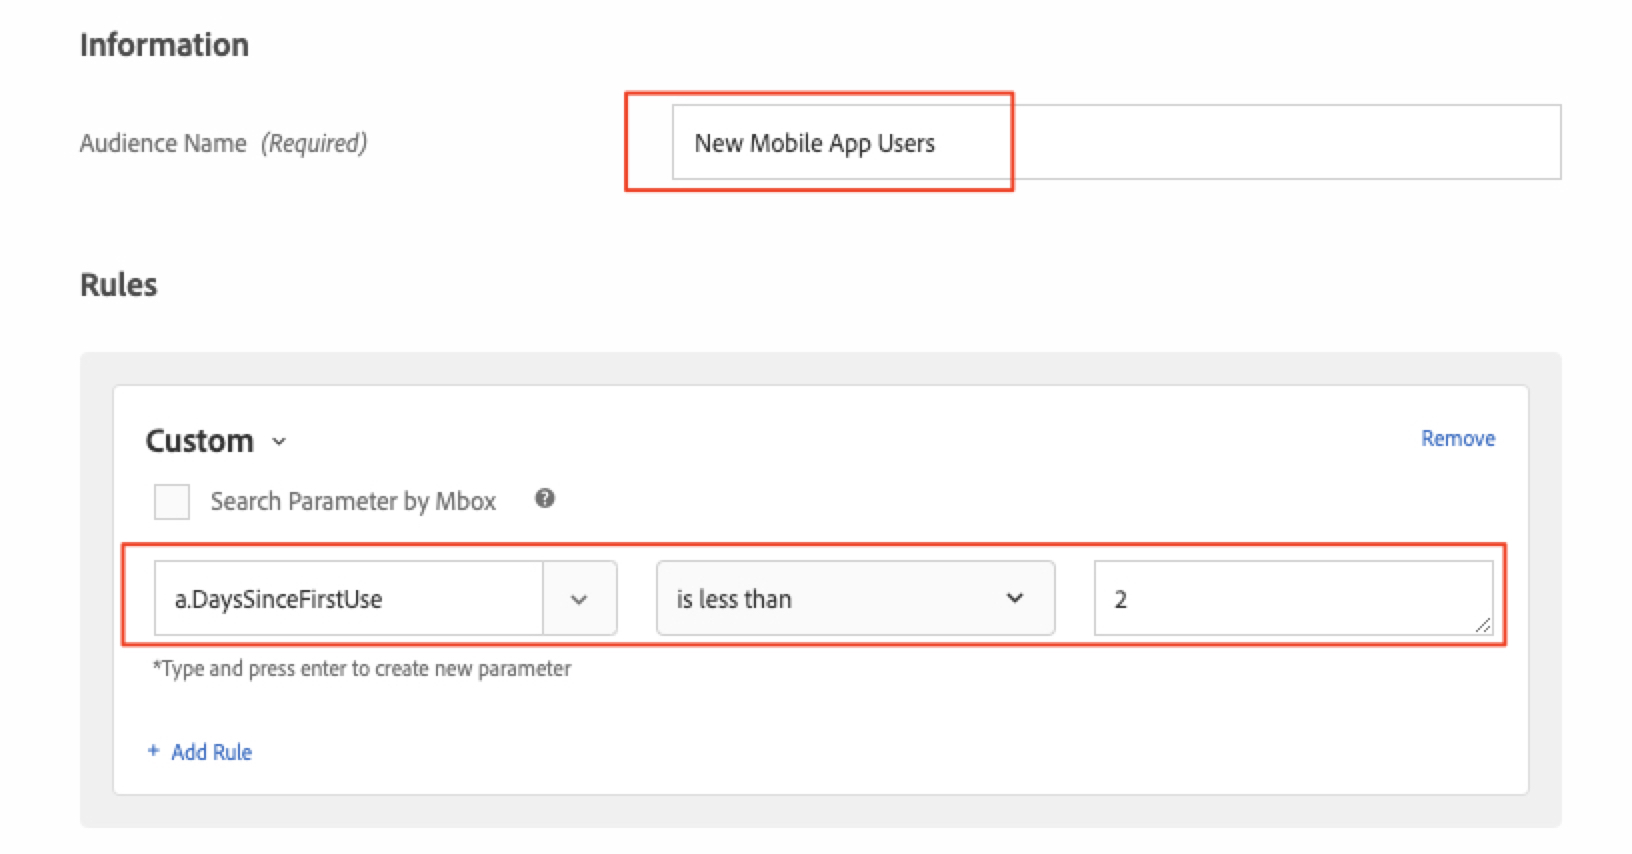 Information
Audience Name (Required)
New Mobile App Users
Rules
Custom
Remove
Search Parameter by Mbox ?
a.DaysSinceFirstUse
is less than
2
*Type and press enter to create new parameter
+ Add Rule